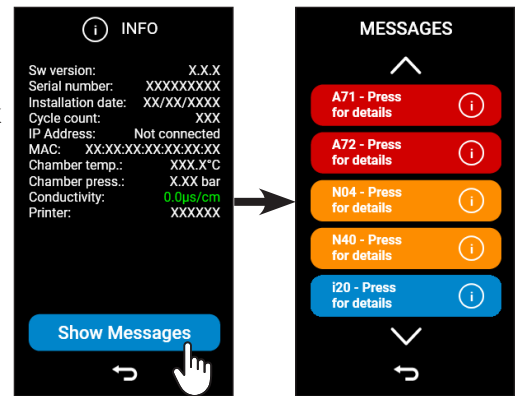 i INFO
Sw version: X.X.X
Serial number: XXXXXXXXX
Installation date: XX/XX/XXXX
Cycle count: XXX
IP Address: Not connected
MAC: XX:XX:XX:XX:XX:XX:XX
Chamber temp.: XXX.X°C
Chamber press.: X.XX bar
Conductivity: 0.0µs/cm
Printer: XXXXXX
Show Messages
MESSAGES
A71 - Press
for details
i
A72 - Press
for details
i
N04 - Press
for details
i
N40 - Press
for details
i
i20 - Press
for details
i